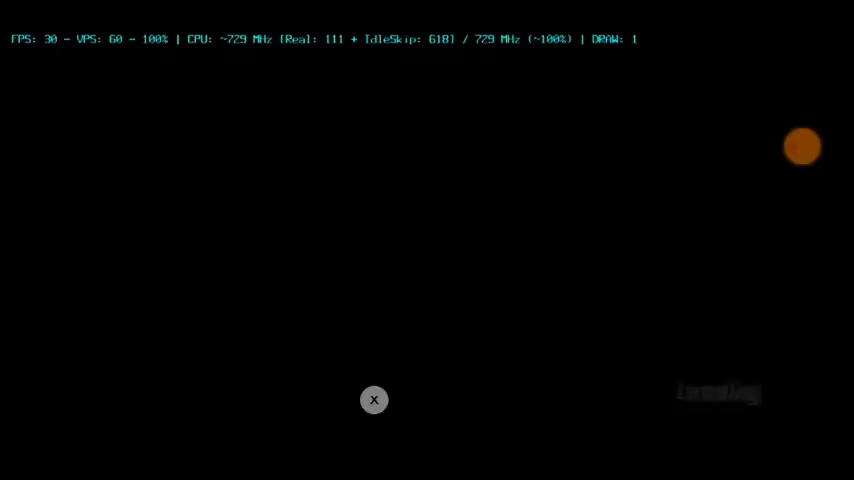 FPS: 30 - VPS: 60 - 100% | CPU: ~729 MHz [Real: 111 + IdleSkip: 618] / 729 MHz (~100%) | DRAW: 1
X